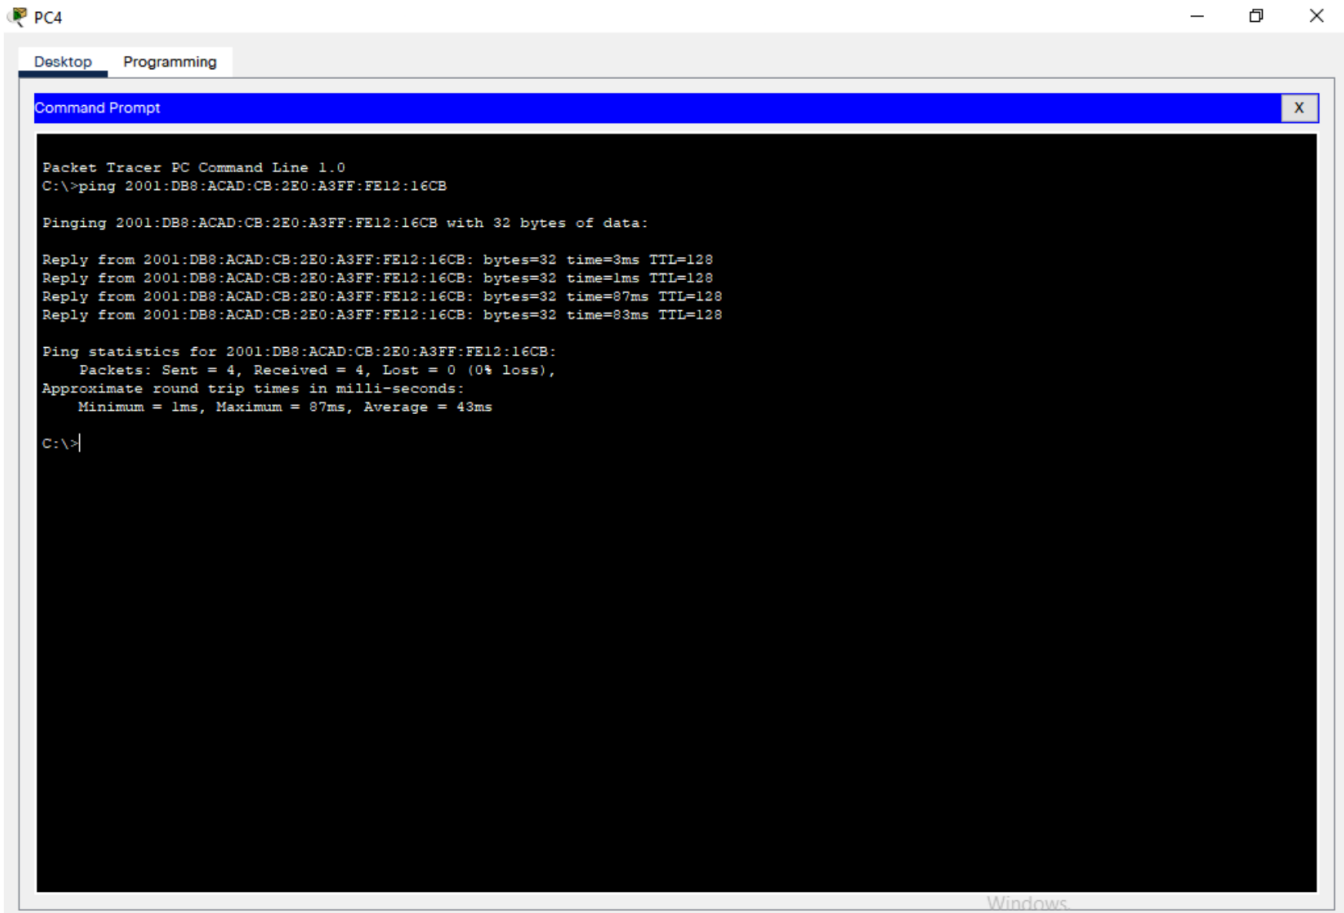 PC4
Desktop Programming
Command Prompt X
Packet Tracer PC Command Line 1.0
C:\>ping 2001:DB8:ACAD:CB:2E0:A3FF:FE12:16CB
Pinging 2001:DB8:ACAD:CB:2E0:A3FF:FE12:16CB with 32 bytes of data:
Reply from 2001:DB8:ACAD:CB:2E0:A3FF:FE12:16CB: bytes=32 time=3ms TTL=128
Reply from 2001:DB8:ACAD:CB:2E0:A3FF:FE12:16CB: bytes=32 time=1ms TTL=128
Reply from 2001:DB8:ACAD:CB:2E0:A3FF:FE12:16CB: bytes=32 time=87ms TTL=128
Reply from 2001:DB8:ACAD:CB:2E0:A3FF:FE12:16CB: bytes=32 time=83ms TTL=128
Ping statistics for 2001:DB8:ACAD:CB:2E0:A3FF:FE12:16CB:
Packets: Sent = 4, Received = 4, Lost = 0 (0% loss),
Approximate round trip times in milli-seconds:
Minimum = 1ms, Maximum = 87ms, Average = 43ms
C:\>
Windows.